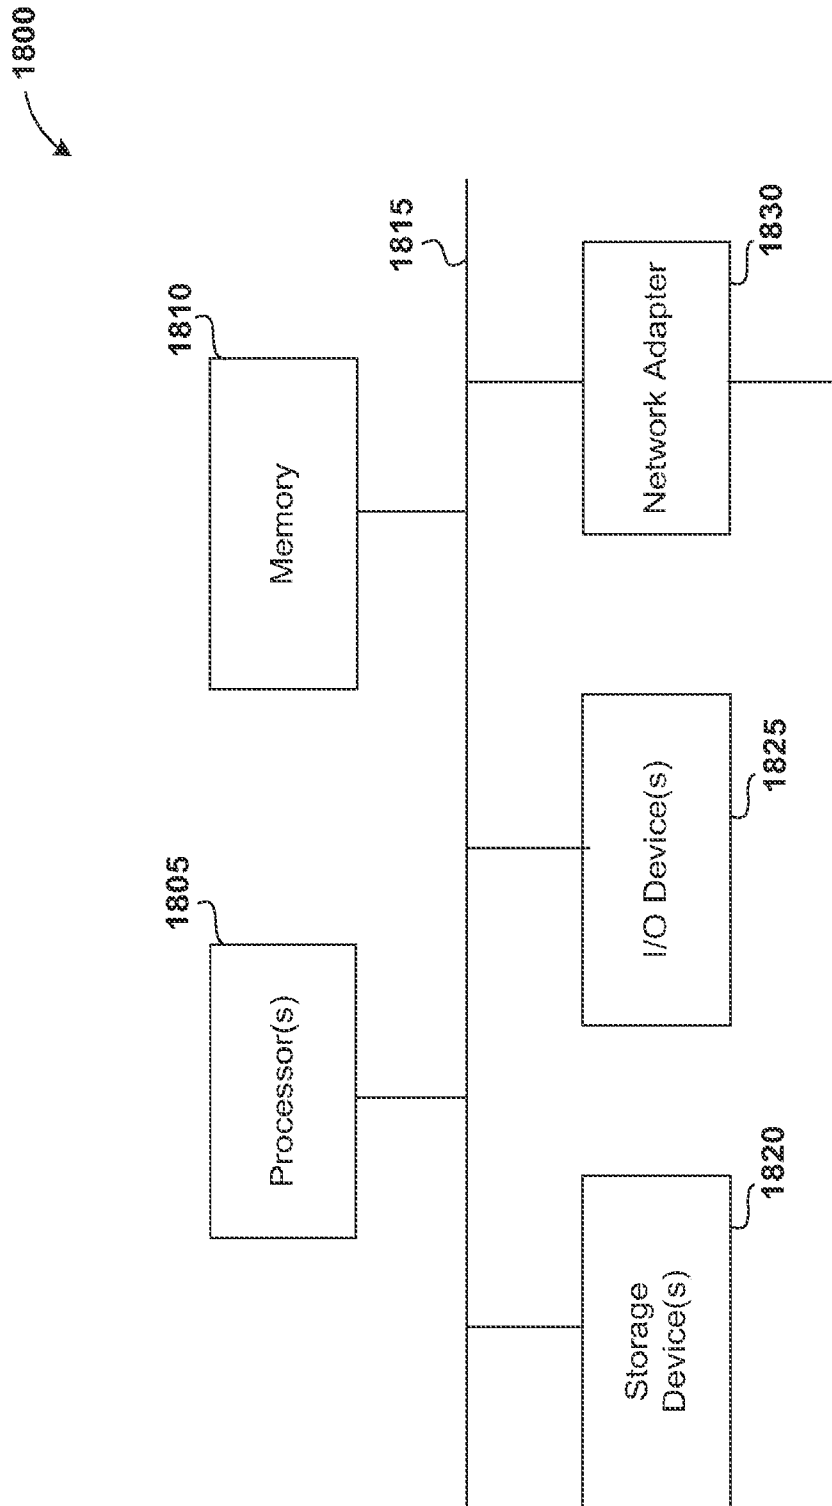 1800
1805
Processor(s)
1810
Memory
1815
Storage
Device(s)
1820
I/O Device(s)
1825
Network Adapter
1830